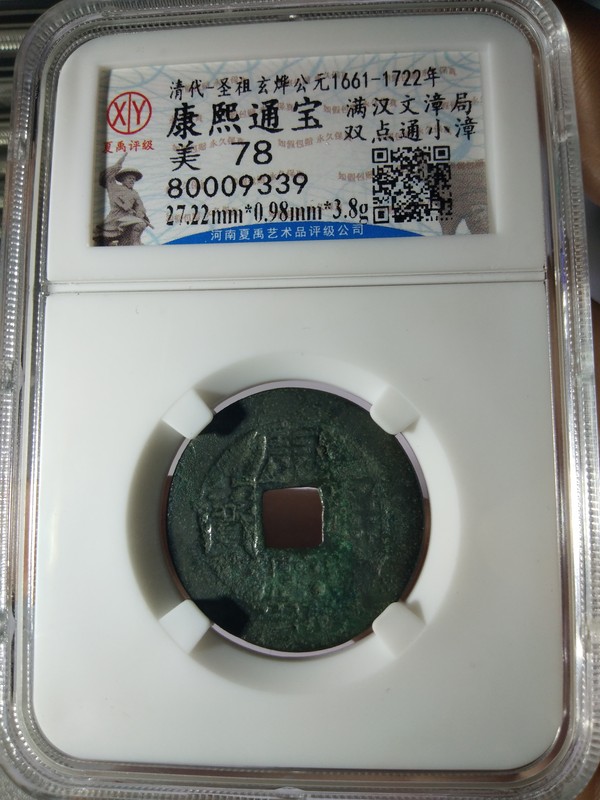 清代-圣祖玄烨公元1661-1722年
XY
夏禹评级
康熙通宝
满汉文漳局
双点通小漳
美 78
80009339
27.22mm*0.98mm*3.8g
河南夏禹艺术品评级公司
康